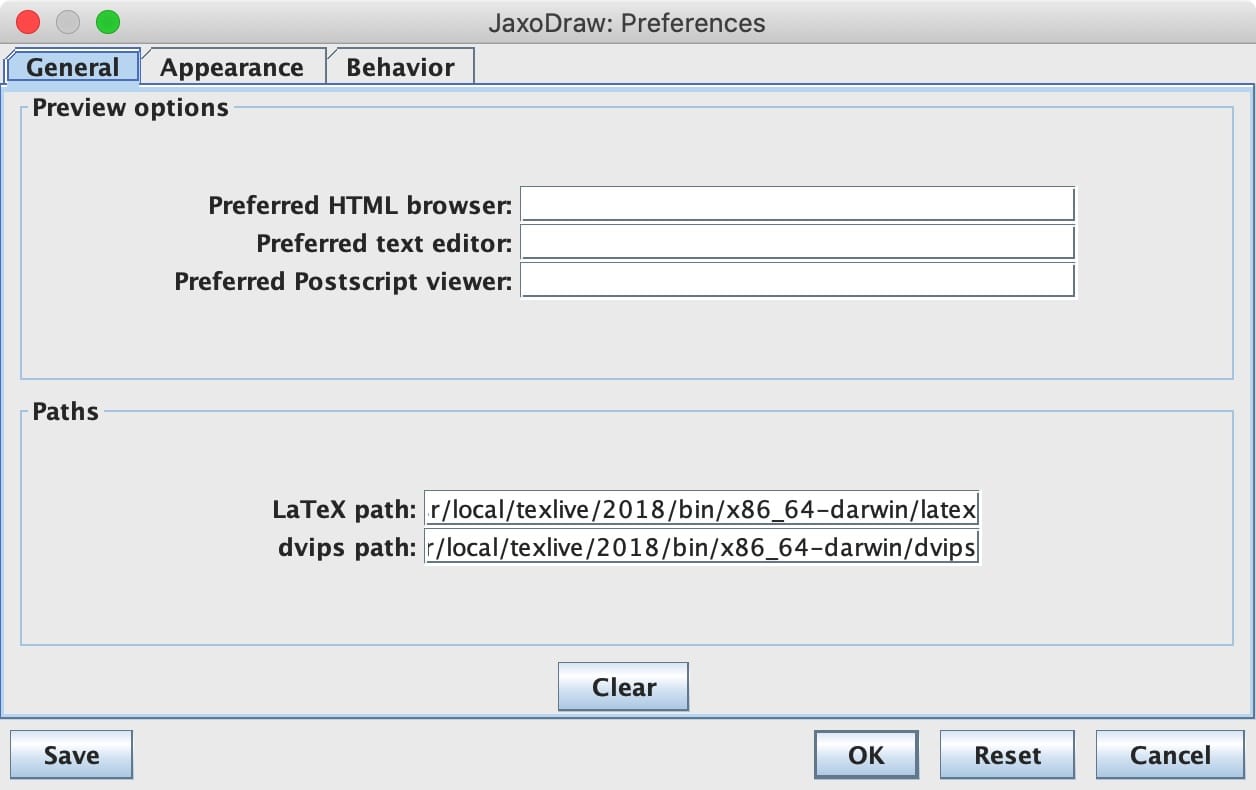 JaxoDraw: Preferences
General Appearance Behavior
Preview options
Preferred HTML browser:
Preferred text editor:
Preferred Postscript viewer:
Paths
LaTeX path: r/local/texlive/2018/bin/x86_64-darwin/latex
dvips path: r/local/texlive/2018/bin/x86_64-darwin/dvips
Clear
Save OK Reset Cancel